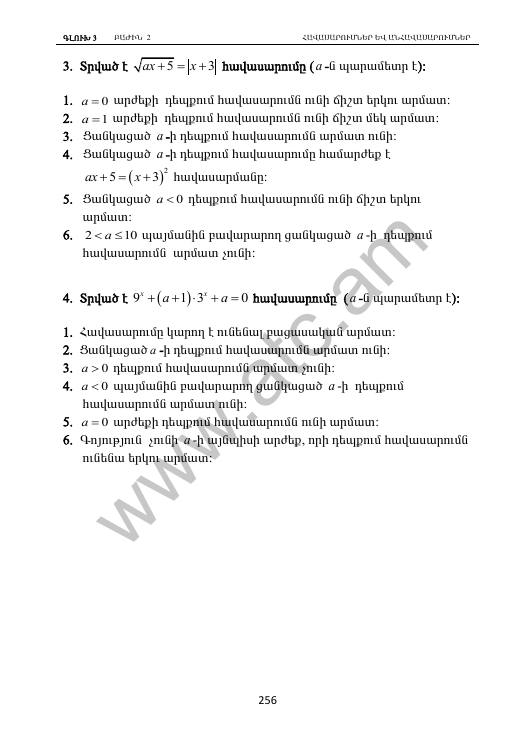 ԳԼՈՒԽ 3 ԲԱԺԻՆ 2 ՀԱՎԱՍԱՐՈՒՄՆԵՐ ԵՎ ԱՆՀԱՎԱՍԱՐՈՒՄՆԵՐ
3. Տրված է √(ax+5) = |x+3| հավասարումը (a -ն պարամետր է):
1. a = 0 արժեքի դեպքում հավասարումն ունի ճիշտ երկու արմատ:
2. a = 1 արժեքի դեպքում հավասարումն ունի ճիշտ մեկ արմատ:
3. Ցանկացած a -ի դեպքում հավասարումն արմատ ունի:
4. Ցանկացած a -ի դեպքում հավասարումը համարժեք է
ax + 5 = (x + 3)² հավասարմանը:
5. Ցանկացած a < 0 դեպքում հավասարումն ունի ճիշտ երկու
արմատ:
6. 2 < a ≤ 10 պայմանին բավարարող ցանկացած a -ի դեպքում
հավասարումն արմատ չունի:
4. Տրված է 9ˣ + (a + 1) · 3ˣ + a = 0 հավասարումը (a -ն պարամետր է):
1. Հավասարումը կարող է ունենալ բացասական արմատ:
2. Ցանկացած a -ի դեպքում հավասարումն արմատ ունի:
3. a > 0 դեպքում հավասարումն արմատ չունի:
4. a < 0 պայմանին բավարարող ցանկացած a -ի դեպքում
հավասարումն արմատ ունի:
5. a = 0 արժեքի դեպքում հավասարումն ունի արմատ:
6. Գոյություն չունի a -ի այնպիսի արժեք, որի դեպքում հավասարումն
ունենա երկու արմատ:
www.atc.am
256